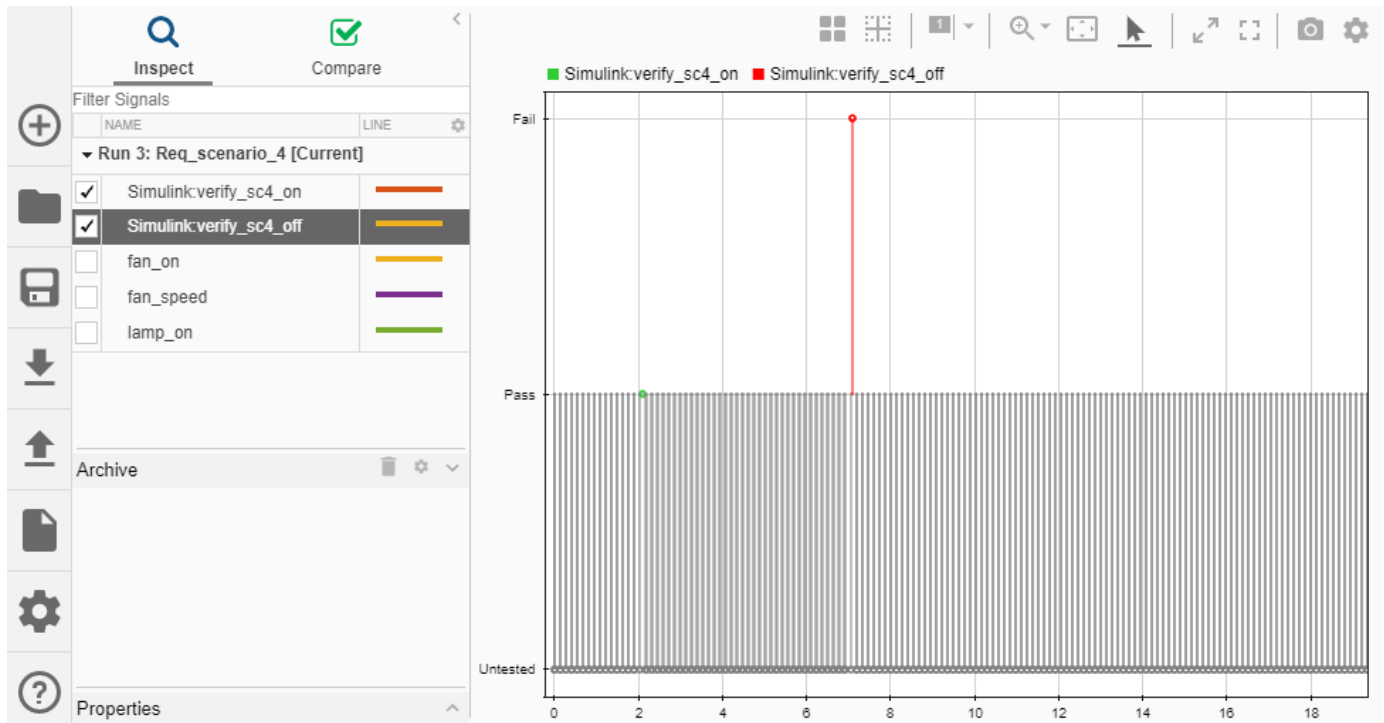 Inspect
Compare
Filter Signals
NAME
LINE
Run 3: Req_scenario_4 [Current]
Simulink:verify_sc4_on
Simulink:verify_sc4_off
fan_on
fan_speed
lamp_on
Archive
Properties
1
Simulink:verify_sc4_on
Simulink:verify_sc4_off
Fail
Pass
Untested
0 2 4 6 8 10 12 14 16 18